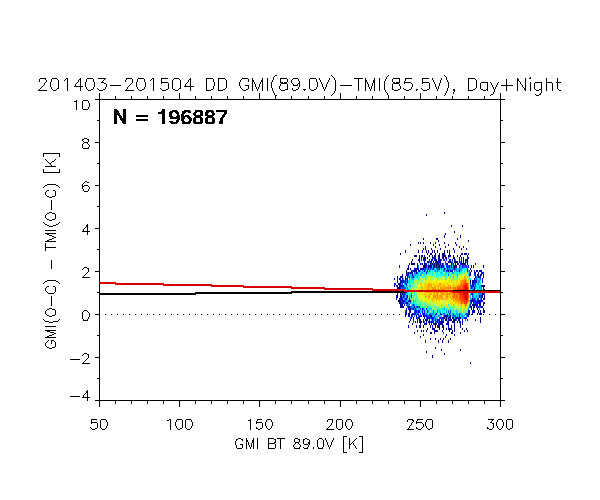 201403-201504 DD GMI(89.0V)-TMI(85.5V), Day+Night
N = 196887
10
8
6
4
2
0
-2
-4
GMI(O-C) - TMI(O-C) [K]
50 100 150 200 250 300
GMI BT 89.0V [K]